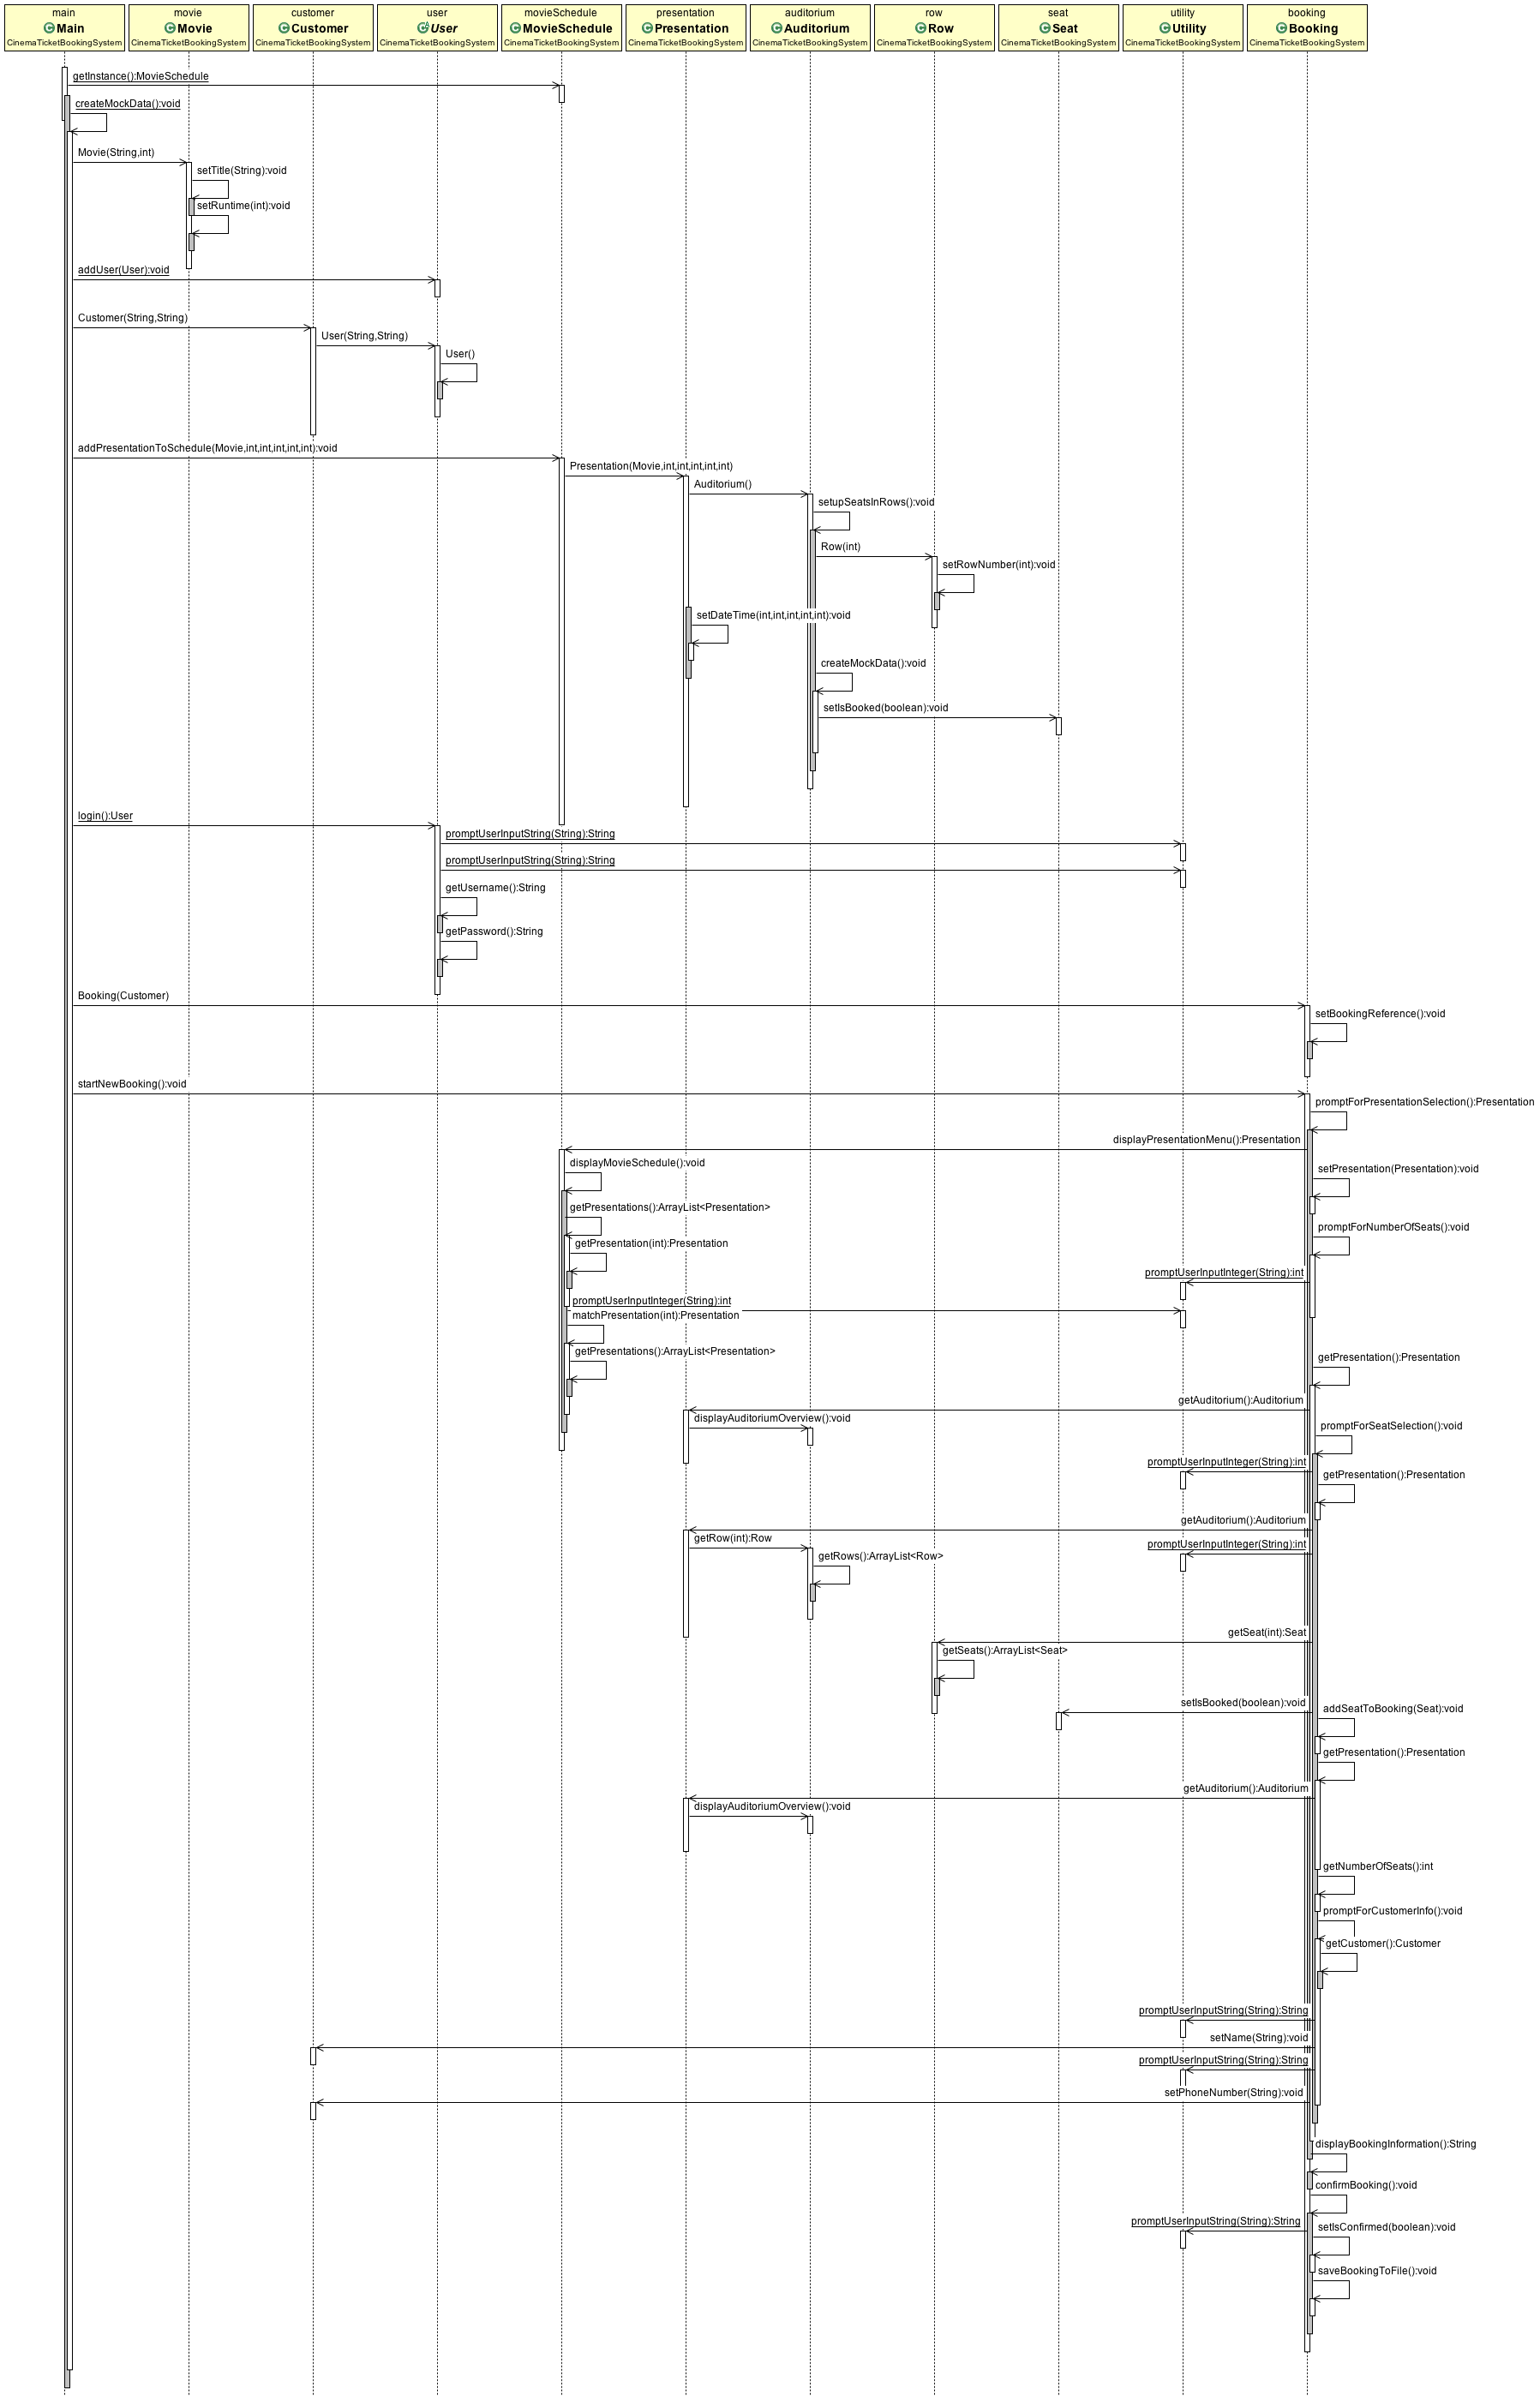 main
Main
CinemaTicketBookingSystem
movie
Movie
CinemaTicketBookingSystem
customer
Customer
CinemaTicketBookingSystem
user
User
CinemaTicketBookingSystem
movieSchedule
MovieSchedule
CinemaTicketBookingSystem
presentation
Presentation
CinemaTicketBookingSystem
auditorium
Auditorium
CinemaTicketBookingSystem
row
Row
CinemaTicketBookingSystem
seat
Seat
CinemaTicketBookingSystem
utility
Utility
CinemaTicketBookingSystem
booking
Booking
CinemaTicketBookingSystem
getInstance():MovieSchedule
createMockData():void
Movie(String,int)
setTitle(String):void
setRuntime(int):void
addUser(User):void
Customer(String,String)
User(String,String)
User()
addPresentationToSchedule(Movie,int,int,int,int,int):void
Presentation(Movie,int,int,int,int,int)
Auditorium()
setupSeatsInRows():void
Row(int)
setRowNumber(int):void
setDateTime(int,int,int,int,int):void
createMockData():void
setIsBooked(boolean):void
login():User
promptUserInputString(String):String
promptUserInputString(String):String
getUsername():String
getPassword():String
Booking(Customer)
setBookingReference():void
startNewBooking():void
promptForPresentationSelection():Presentation
displayPresentationMenu():Presentation
displayMovieSchedule():void
setPresentation(Presentation):void
getPresentations():ArrayList<Presentation>
promptForNumberOfSeats():void
getPresentation(int):Presentation
promptUserInputInteger(String):int
promptUserInputInteger(String):int
matchPresentation(int):Presentation
getPresentations():ArrayList<Presentation>
getPresentation():Presentation
getAuditorium():Auditorium
displayAuditoriumOverview():void
promptForSeatSelection():void
promptUserInputInteger(String):int
getPresentation():Presentation
getAuditorium():Auditorium
getRow(int):Row
promptUserInputInteger(String):int
getRows():ArrayList<Row>
getSeat(int):Seat
getSeats():ArrayList<Seat>
setIsBooked(boolean):void
addSeatToBooking(Seat):void
getPresentation():Presentation
getAuditorium():Auditorium
displayAuditoriumOverview():void
getNumberOfSeats():int
promptForCustomerInfo():void
getCustomer():Customer
promptUserInputString(String):String
setName(String):void
promptUserInputString(String):String
setPhoneNumber(String):void
displayBookingInformation():String
confirmBooking():void
promptUserInputString(String):String
setIsConfirmed(boolean):void
saveBookingToFile():void